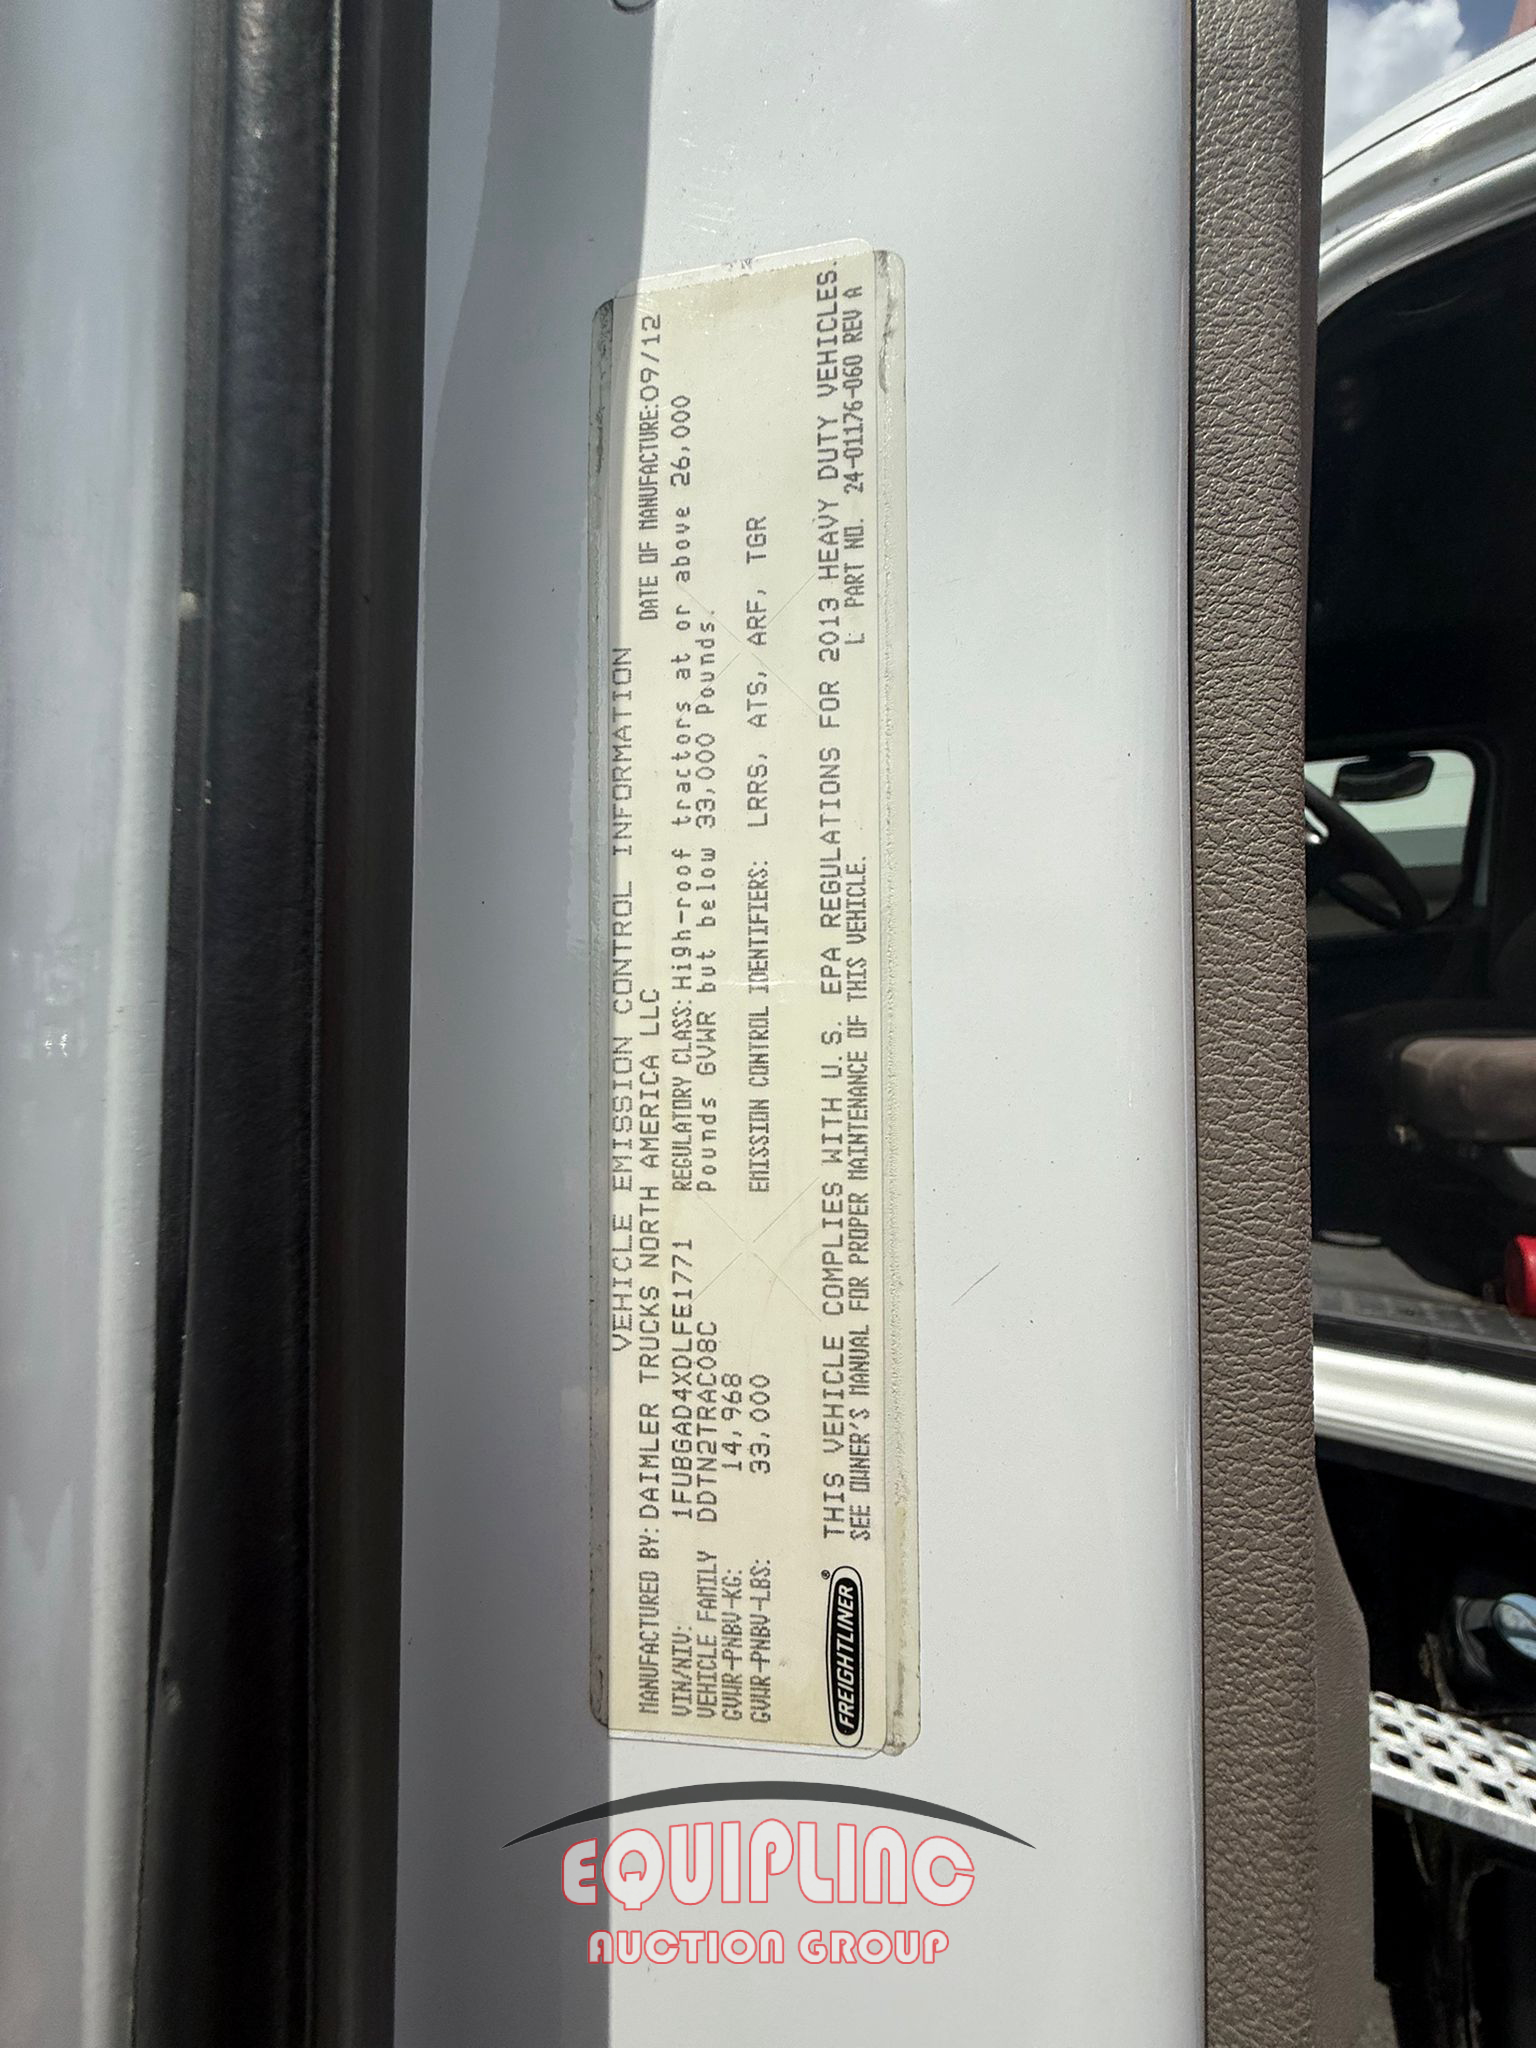 VEHICLE EMISSION CONTROL INFORMATION
MANUFACTURED BY: DAIMLER TRUCKS NORTH AMERICA LLC DATE OF MANUFACTURE: 09/12
VIN/NIV: 1FUBGAD4XDLFE1771 REGULATORY CLASS: High-roof tractors at or above 26,000
VEHICLE FAMILY DDTN2TRAC08C Pounds GVWR but below 33,000 Pounds.
GVWR-PNBV-KG: 14,968
GVWR-PNBV-LBS: 33,000 EMISSION CONTROL IDENTIFIERS: LRRS, ATS, ARF, TGR
THIS VEHICLE COMPLIES WITH U.S. EPA REGULATIONS FOR 2013 HEAVY DUTY VEHICLES.
SEE OWNER'S MANUAL FOR PROPER MAINTENANCE OF THIS VEHICLE. L: PART NO. 24-01176-060 REV A
FREIGHTLINER®
EQUIPLINC
AUCTION GROUP